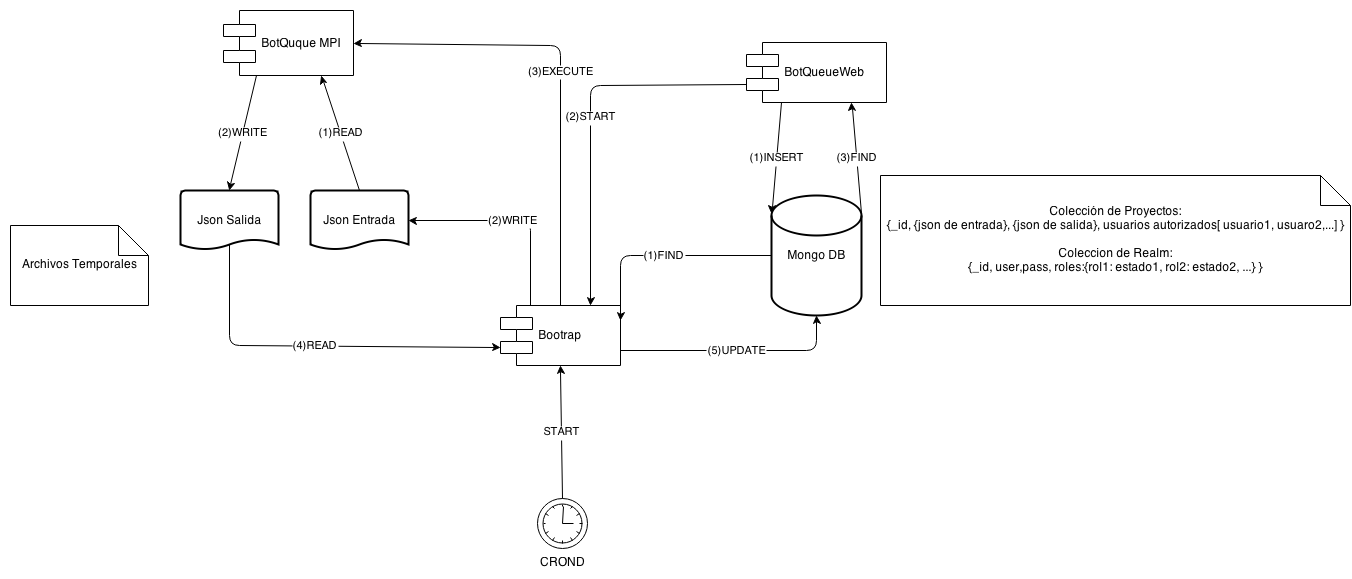 BotQuque MPI
(3)EXECUTE
BotQueueWeb
(2)START
(2)WRITE
(1)READ
(1)INSERT
(3)FIND
Json Salida
Json Entrada
(2)WRITE
Archivos Temporales
(1)FIND
Mongo DB
Colección de Proyectos:
{_id, {json de entrada}, {json de salida}, usuarios autorizados[ usuario1, usuaro2,...] }
Coleccion de Realm:
{_id, user,pass, roles:{rol1: estado1, rol2: estado2, ...} }
Bootrap
(4)READ
(5)UPDATE
START
CROND